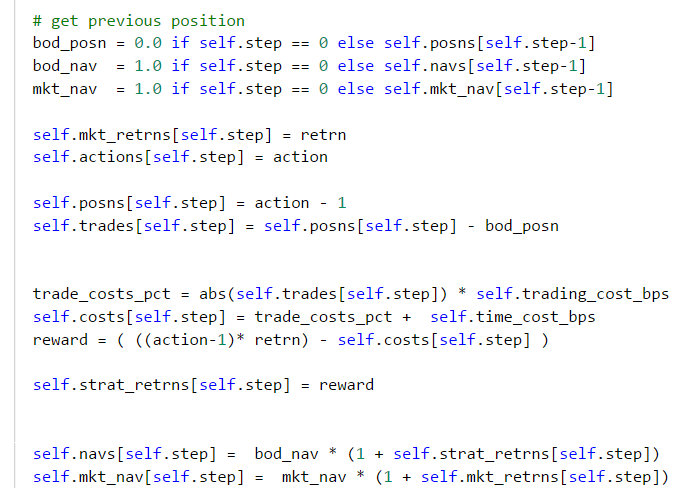 # get previous position
bod_posn = 0.0 if self.step == 0 else self.posns[self.step-1]
bod_nav  = 1.0 if self.step == 0 else self.navs[self.step-1]
mkt_nav  = 1.0 if self.step == 0 else self.mkt_nav[self.step-1]
self.mkt_retrns[self.step] = retrn
self.actions[self.step] = action
self.posns[self.step] = action - 1
self.trades[self.step] = self.posns[self.step] - bod_posn
trade_costs_pct = abs(self.trades[self.step]) * self.trading_cost_bps
self.costs[self.step] = trade_costs_pct +  self.time_cost_bps
reward = ( ((action-1)* retrn) - self.costs[self.step] )
self.strat_retrns[self.step] = reward
self.navs[self.step] =  bod_nav * (1 + self.strat_retrns[self.step])
self.mkt_nav[self.step] =  mkt_nav * (1 + self.mkt_retrns[self.step])